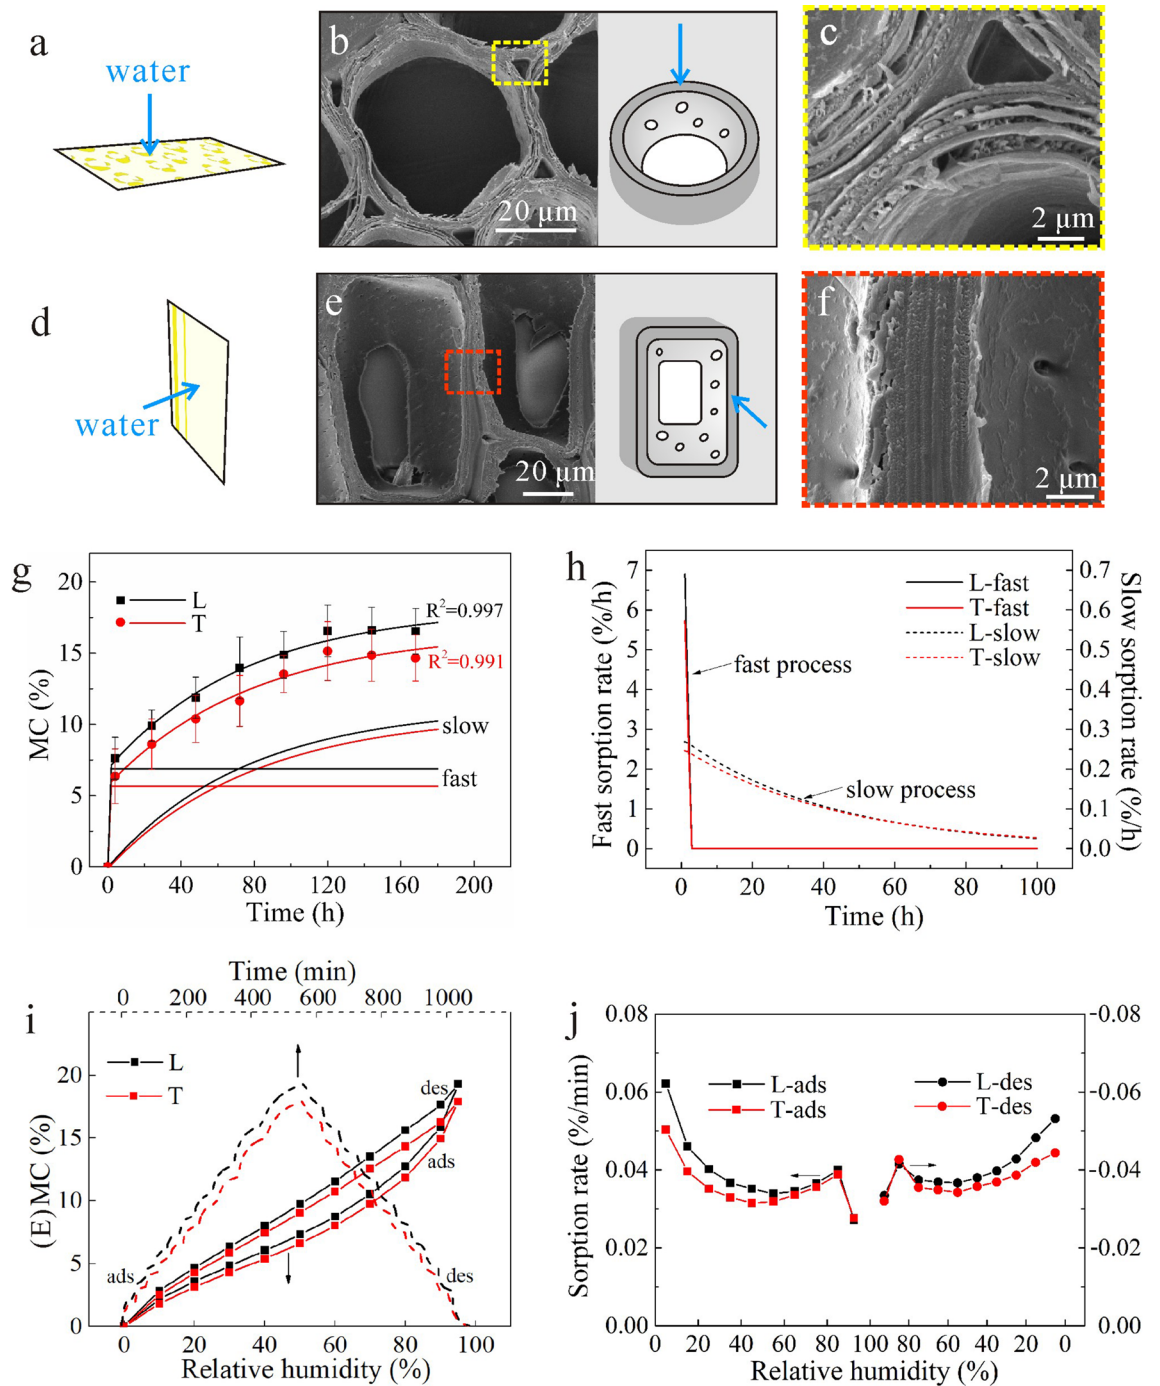 a
water
b
20 µm
c
2 µm
d
water
e
20 µm
f
2 µm
g
20
15
10
5
0
MC (%)
L
T
R²=0.997
R²=0.991
slow
fast
0 40 80 120 160 200
Time (h)
h
7
6
5
4
3
2
1
0
Fast sorption rate (%/h)
L-fast
T-fast
L-slow
T-slow
fast process
slow process
0.7
0.6
0.5
0.4
0.3
0.2
0.1
0.0
Slow sorption rate (%/h)
0 20 40 60 80 100
Time (h)
i
Time (min)
0 200 400 600 800 1000
L
T
20
15
10
5
0
(E)MC (%)
des
ads
ads
des
0 20 40 60 80 100
Relative humidity (%)
j
0.08
0.06
0.04
0.02
0.00
Sorption rate (%/min)
L-ads
T-ads
L-des
T-des
-0.08
-0.06
-0.04
-0.02
0.00
0 20 40 60 80 100 80 60 40 20 0
Relative humidity (%)